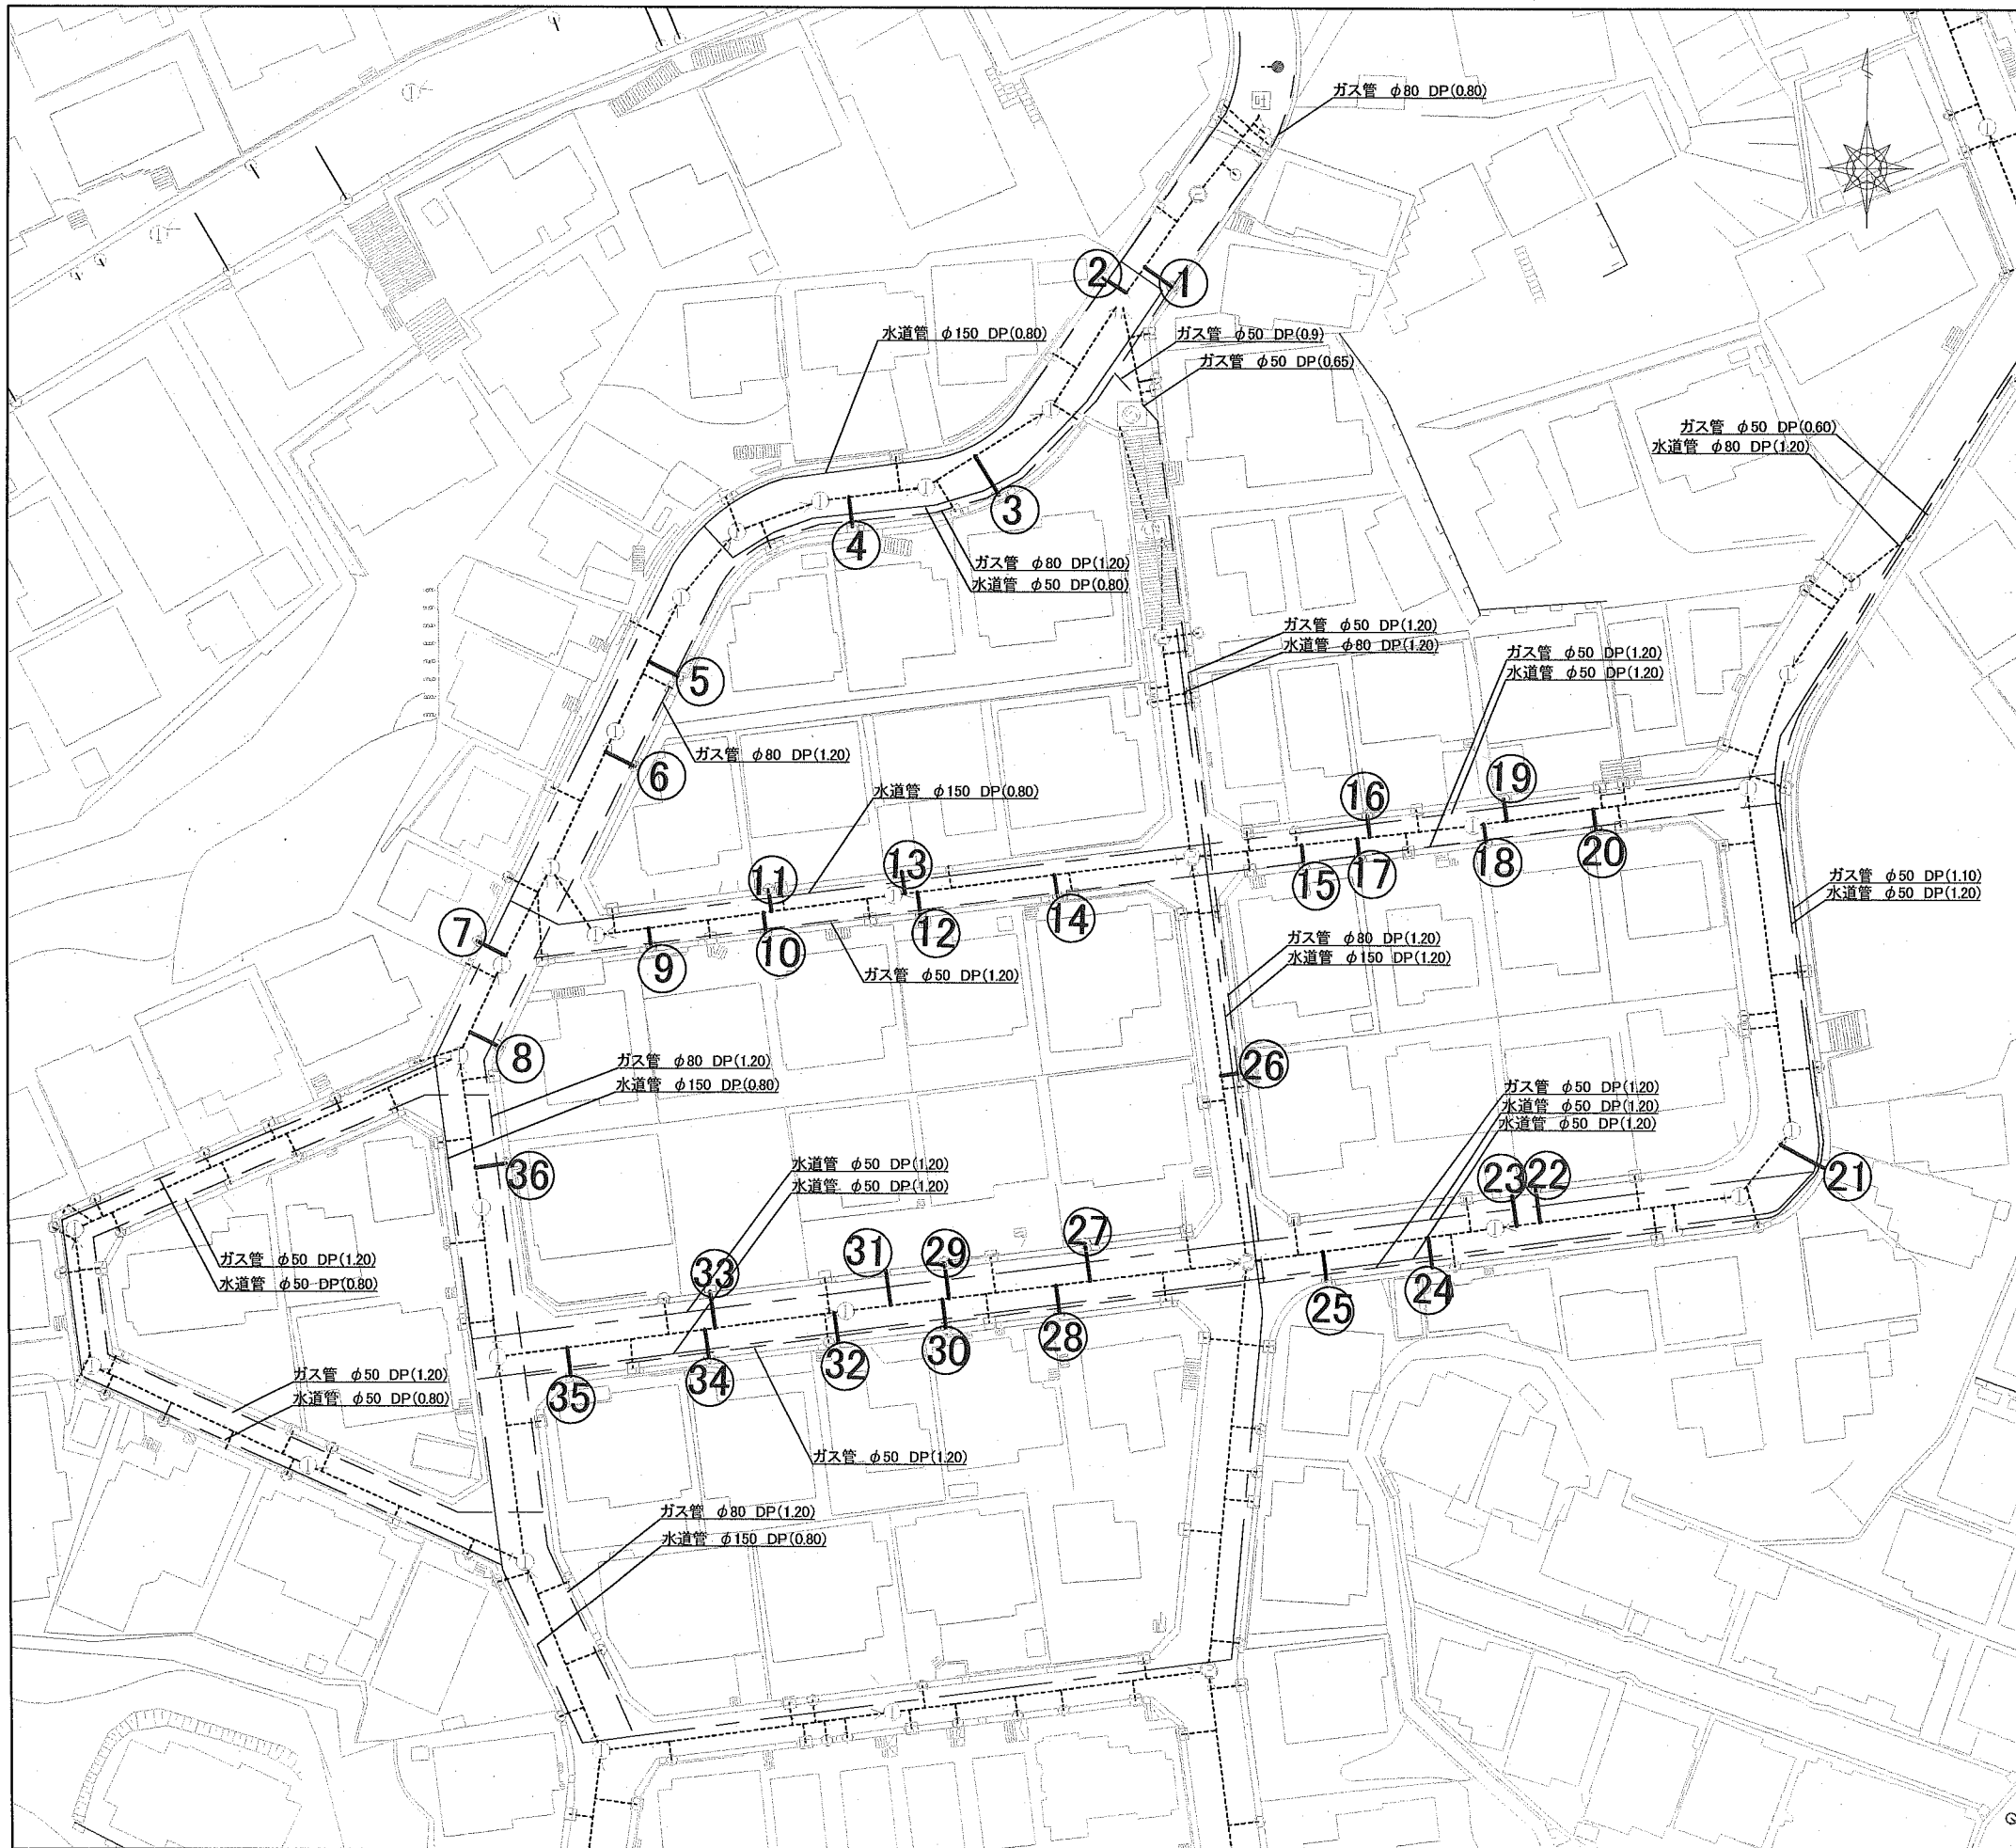 ガス管 φ80 DP(0.80)
②
①
水道管 φ150 DP(0.80)
ガス管 φ50 DP(0.9)
ガス管 φ50 DP(0.65)
ガス管 φ50 DP(0.60)
水道管 φ80 DP(1.20)
③
④
ガス管 φ80 DP(1.20)
水道管 φ50 DP(0.80)
ガス管 φ50 DP(1.20)
水道管 φ80 DP(1.20)
ガス管 φ50 DP(1.20)
水道管 φ50 DP(1.20)
⑤
ガス管 φ80 DP(1.20)
⑥
水道管 φ150 DP(0.80)
⑯
⑲
⑪
⑬
⑮
⑰
⑱
⑳
⑦
⑨
⑩
⑫
⑭
ガス管 φ50 DP(1.20)
ガス管 φ50 DP(1.10)
水道管 φ50 DP(1.20)
ガス管 φ80 DP(1.20)
水道管 φ150 DP(1.20)
⑧
ガス管 φ80 DP(1.20)
水道管 φ150 DP(0.80)
㉖
ガス管 φ50 DP(1.20)
水道管 φ50 DP(1.20)
水道管 φ50 DP(1.20)
㊱
水道管 φ50 DP(1.20)
水道管 φ50 DP(1.20)
㉓
㉒
㉑
ガス管 φ50 DP(1.20)
水道管 φ50 DP(0.80)
㉝
㉛
㉙
㉗
㉟
㉞
㉜
㉚
㉘
㉕
㉔
ガス管 φ50 DP(1.20)
水道管 φ50 DP(0.80)
ガス管 φ50 DP(1.20)
ガス管 φ80 DP(1.20)
水道管 φ150 DP(0.80)